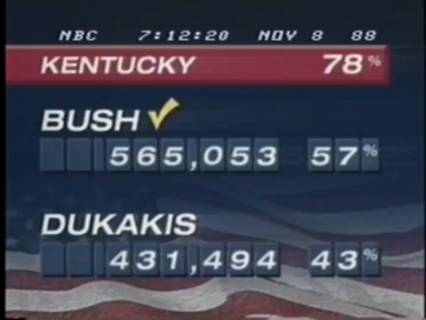 NBC 7:12:20 NOV 8 88
KENTUCKY 78%
BUSH ✓
565,053 57%
DUKAKIS
431,494 43%